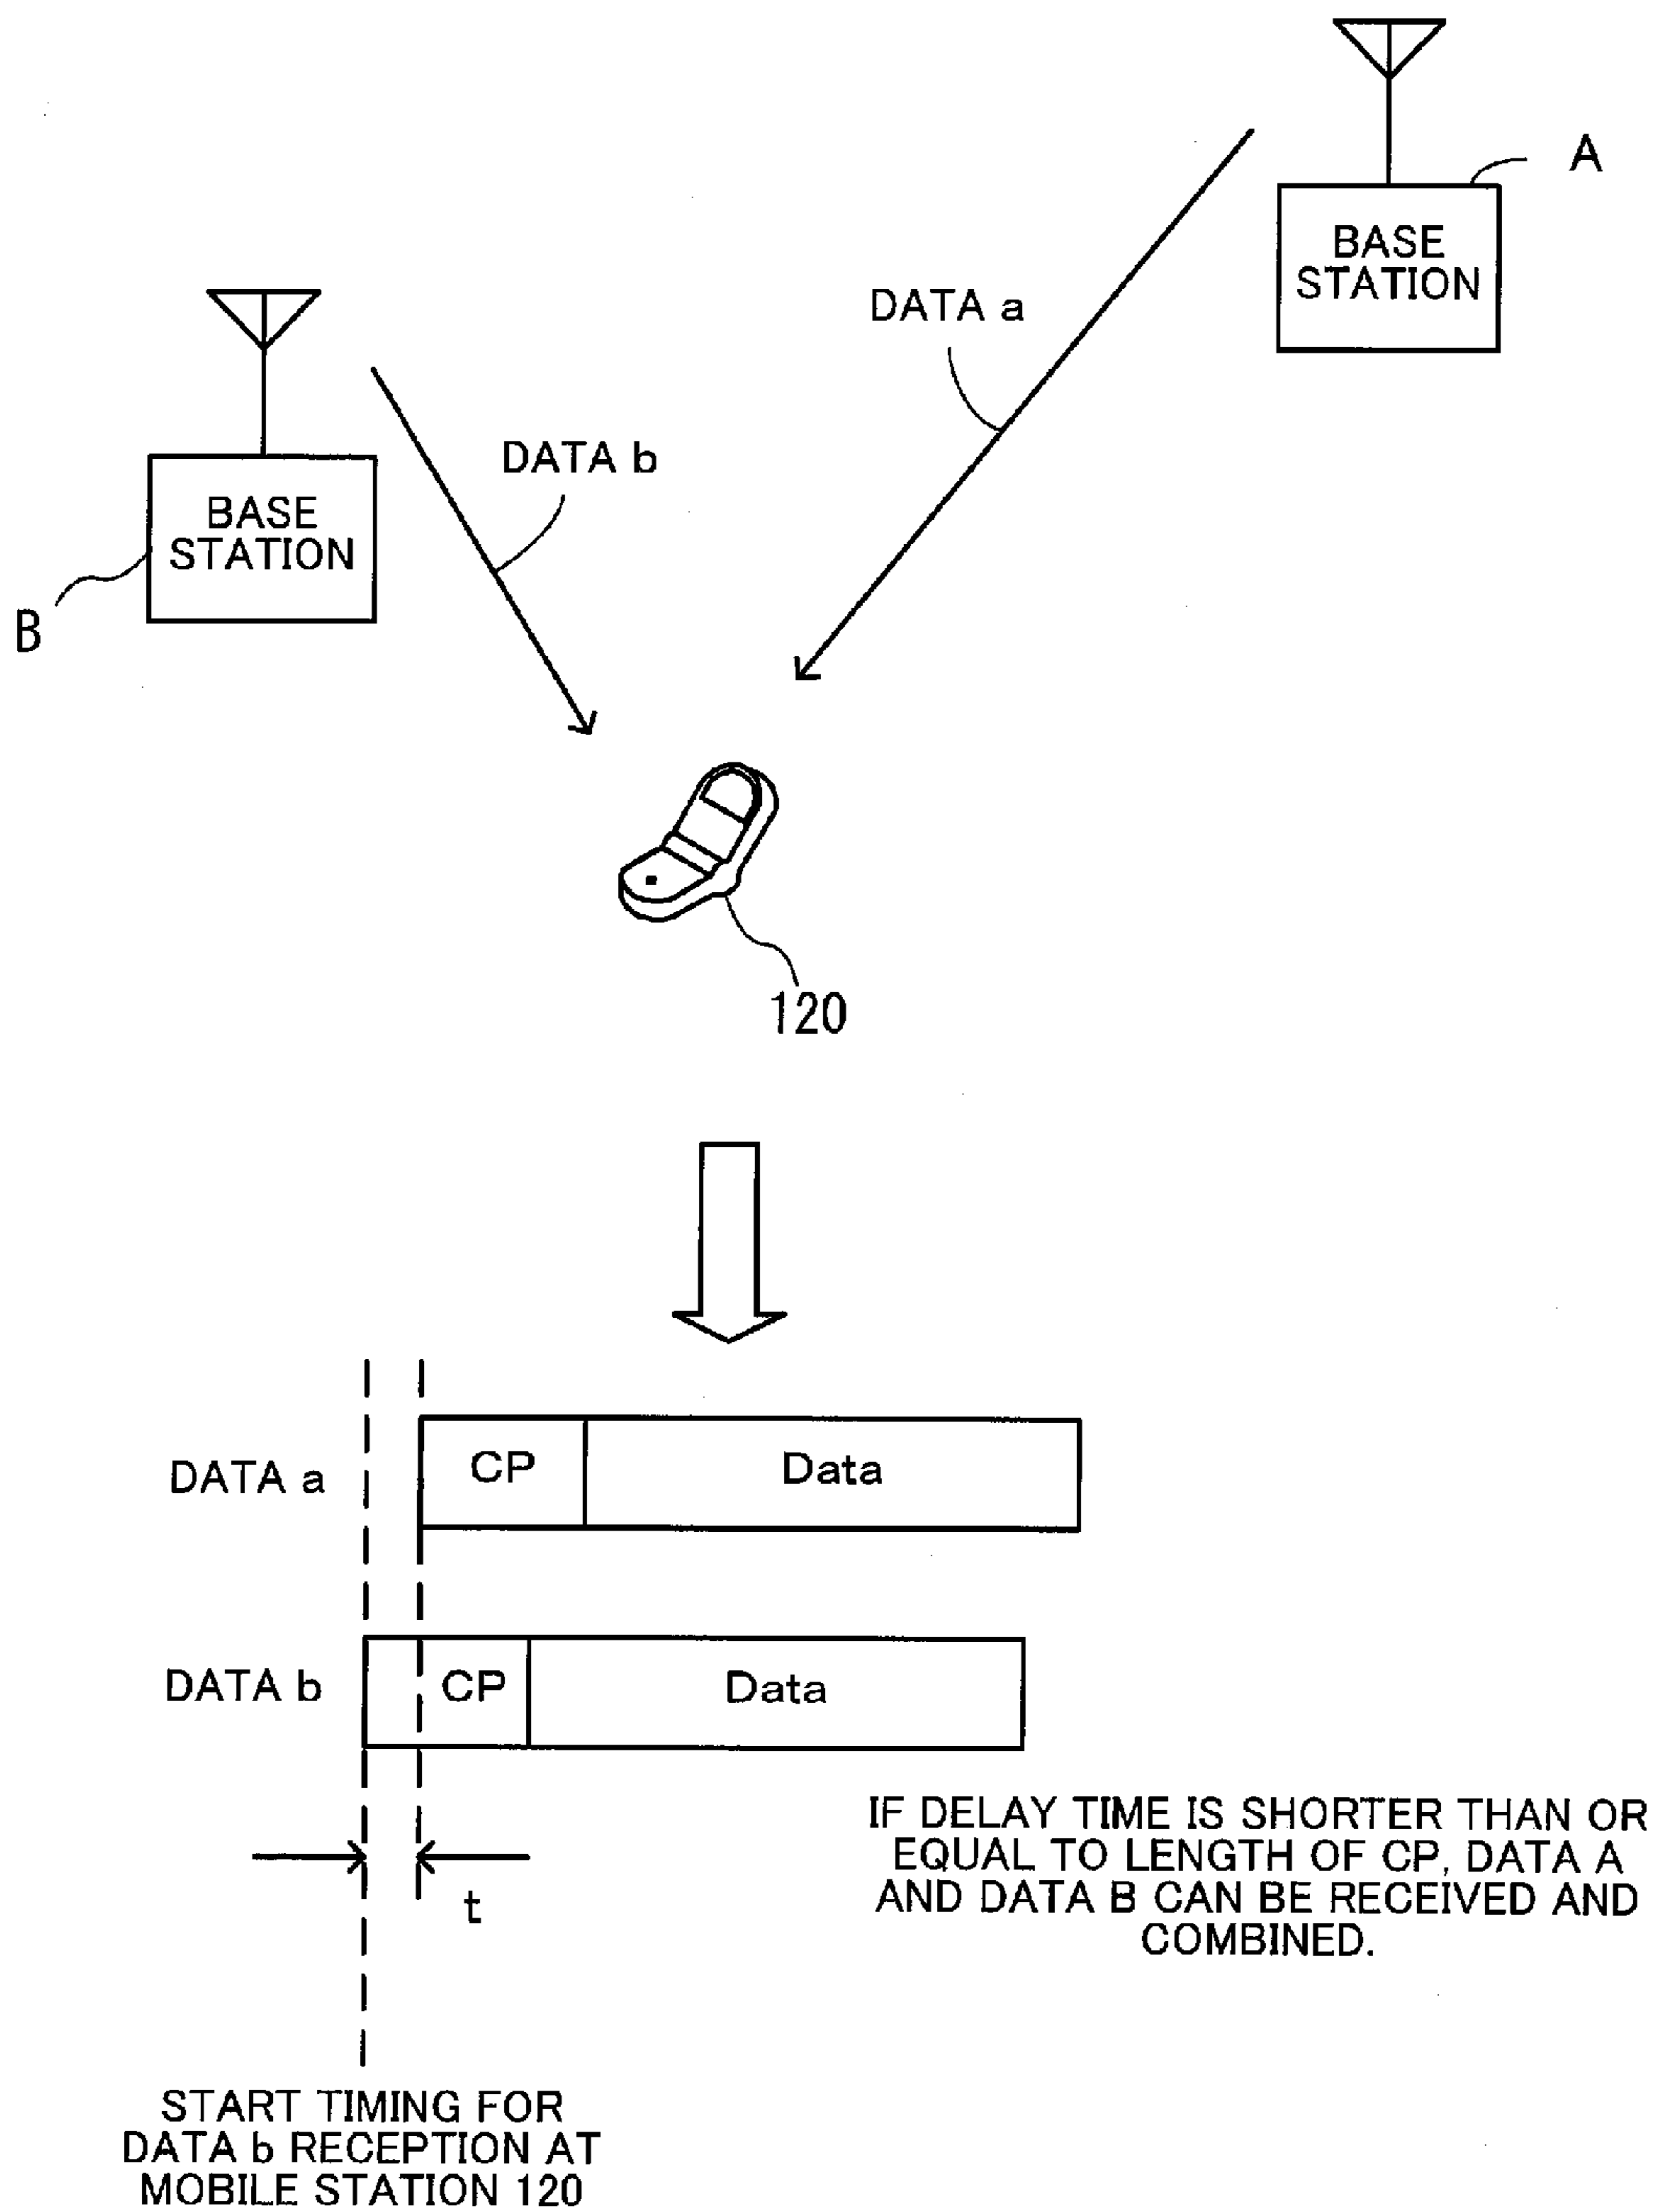 A
BASE
STATION
DATA a
DATA b
BASE
STATION
B
120
DATA a
CP
Data
DATA b
CP
Data
t
IF DELAY TIME IS SHORTER THAN OR
EQUAL TO LENGTH OF CP, DATA A
AND DATA B CAN BE RECEIVED AND
COMBINED.
START TIMING FOR
DATA b RECEPTION AT
MOBILE STATION 120